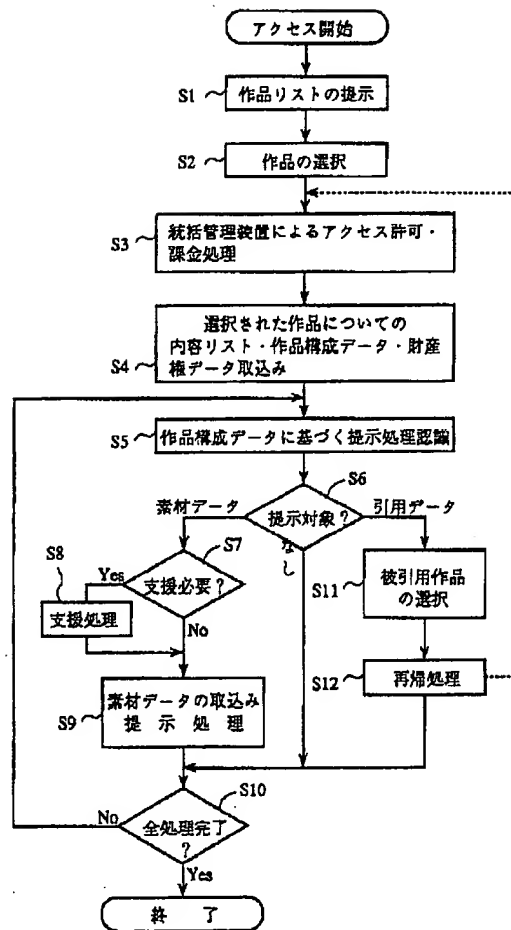 アクセス開始
S1
作品リストの提示
S2
作品の選択
S3
統括管理装置によるアクセス許可・
課金処理
S4
選択された作品についての
内容リスト・作品構成データ・財産
権データ取込み
S5
作品構成データに基づく提示処理認識
S6
提示対象?
素材データ
引用データ
なし
S7
支援必要?
Yes
No
S8
支援処理
S9
素材データの取込み
提示処理
S11
被引用作品
の選択
S12
再帰処理
S10
全処理完了
?
No
Yes
終了